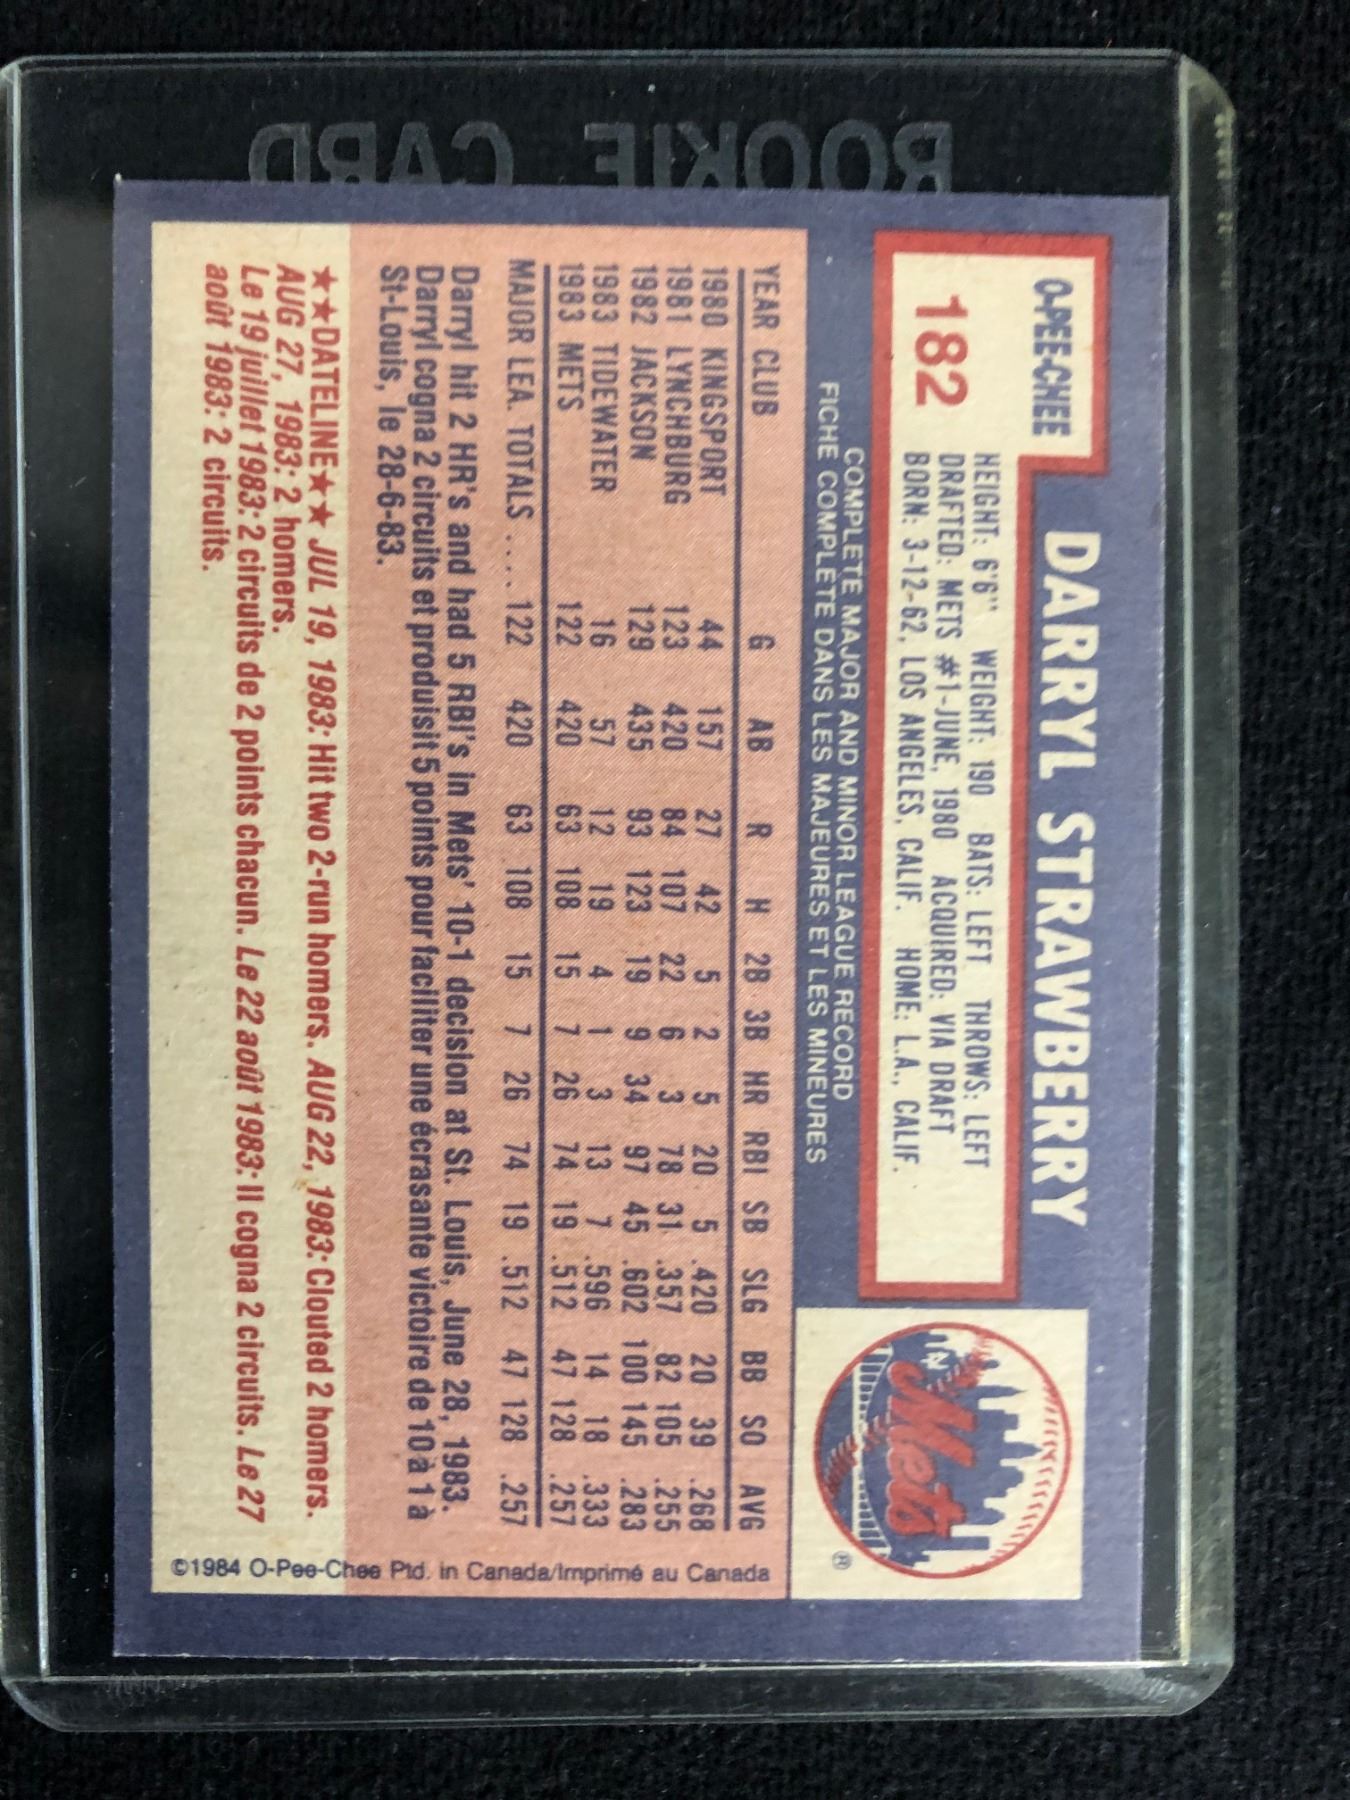 ROOKIE CARD
O-PEE-CHEE
DARRYL STRAWBERRY
182
HEIGHT: 6'6" WEIGHT: 190 BATS: LEFT THROWS: LEFT
DRAFTED: METS #1-JUNE, 1980 ACQUIRED: VIA DRAFT
BORN: 3-12-62, LOS ANGELES, CALIF. HOME: L.A., CALIF.
NY
Mets
®
COMPLETE MAJOR AND MINOR LEAGUE RECORD
FICHE COMPLETE DANS LES MAJEURES ET LES MINEURES
YEAR CLUB G AB R H 2B 3B HR RBI SB SLG BB SO AVG
1980 KINGSPORT 44 157 27 42 5 2 5 20 5 .420 20 39 .268
1981 LYNCHBURG 123 420 84 107 22 6 3 78 31 .357 82 105 .255
1982 JACKSON 129 435 93 123 19 9 34 97 45 .602 100 145 .283
1983 TIDEWATER 16 57 12 19 4 1 3 13 7 .596 14 18 .333
1983 METS 122 420 63 108 15 7 26 74 19 .512 47 128 .257
MAJOR LEA. TOTALS .... 122 420 63 108 15 7 26 74 19 .512 47 128 .257
Darryl hit 2 HR's and had 5 RBI's in Mets' 10-1 decision at St. Louis, June 28, 1983.
Darryl cogna 2 circuits et produisit 5 points pour faciliter une écrasante victoire de 10 à 1 à
St-Louis, le 28-6-83.
★★DATELINE★★ JUL 19, 1983: Hit two 2-run homers. AUG 22, 1983: Clouted 2 homers.
AUG 27, 1983: 2 homers.
Le 19 juillet 1983: 2 circuits de 2 points chacun. Le 22 août 1983: Il cogna 2 circuits. Le 27
août 1983: 2 circuits.
©1984 O-Pee-Chee Ptd. in Canada/Imprimé au Canada